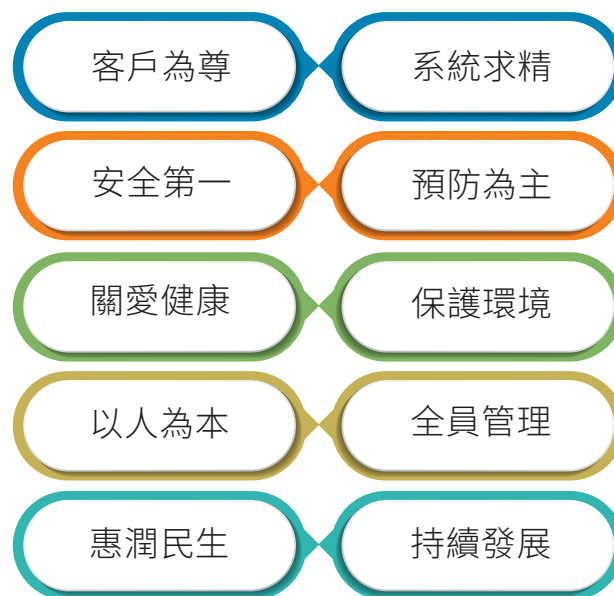 客戶為尊 系統求精
安全第一 預防為主
關愛健康 保護環境
以人為本 全員管理
惠潤民生 持續發展